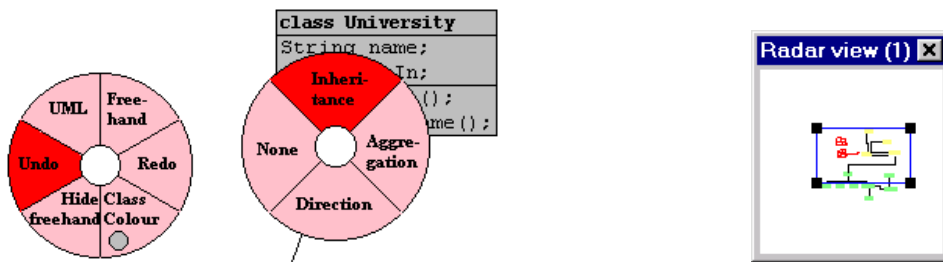 class University
String name;
In;
();
ame();
UML
Free-
hand
Undo
Redo
Hide
freehand
Class
Colour
Inheri-
tance
None
Aggre-
gation
Direction
Radar view (1)